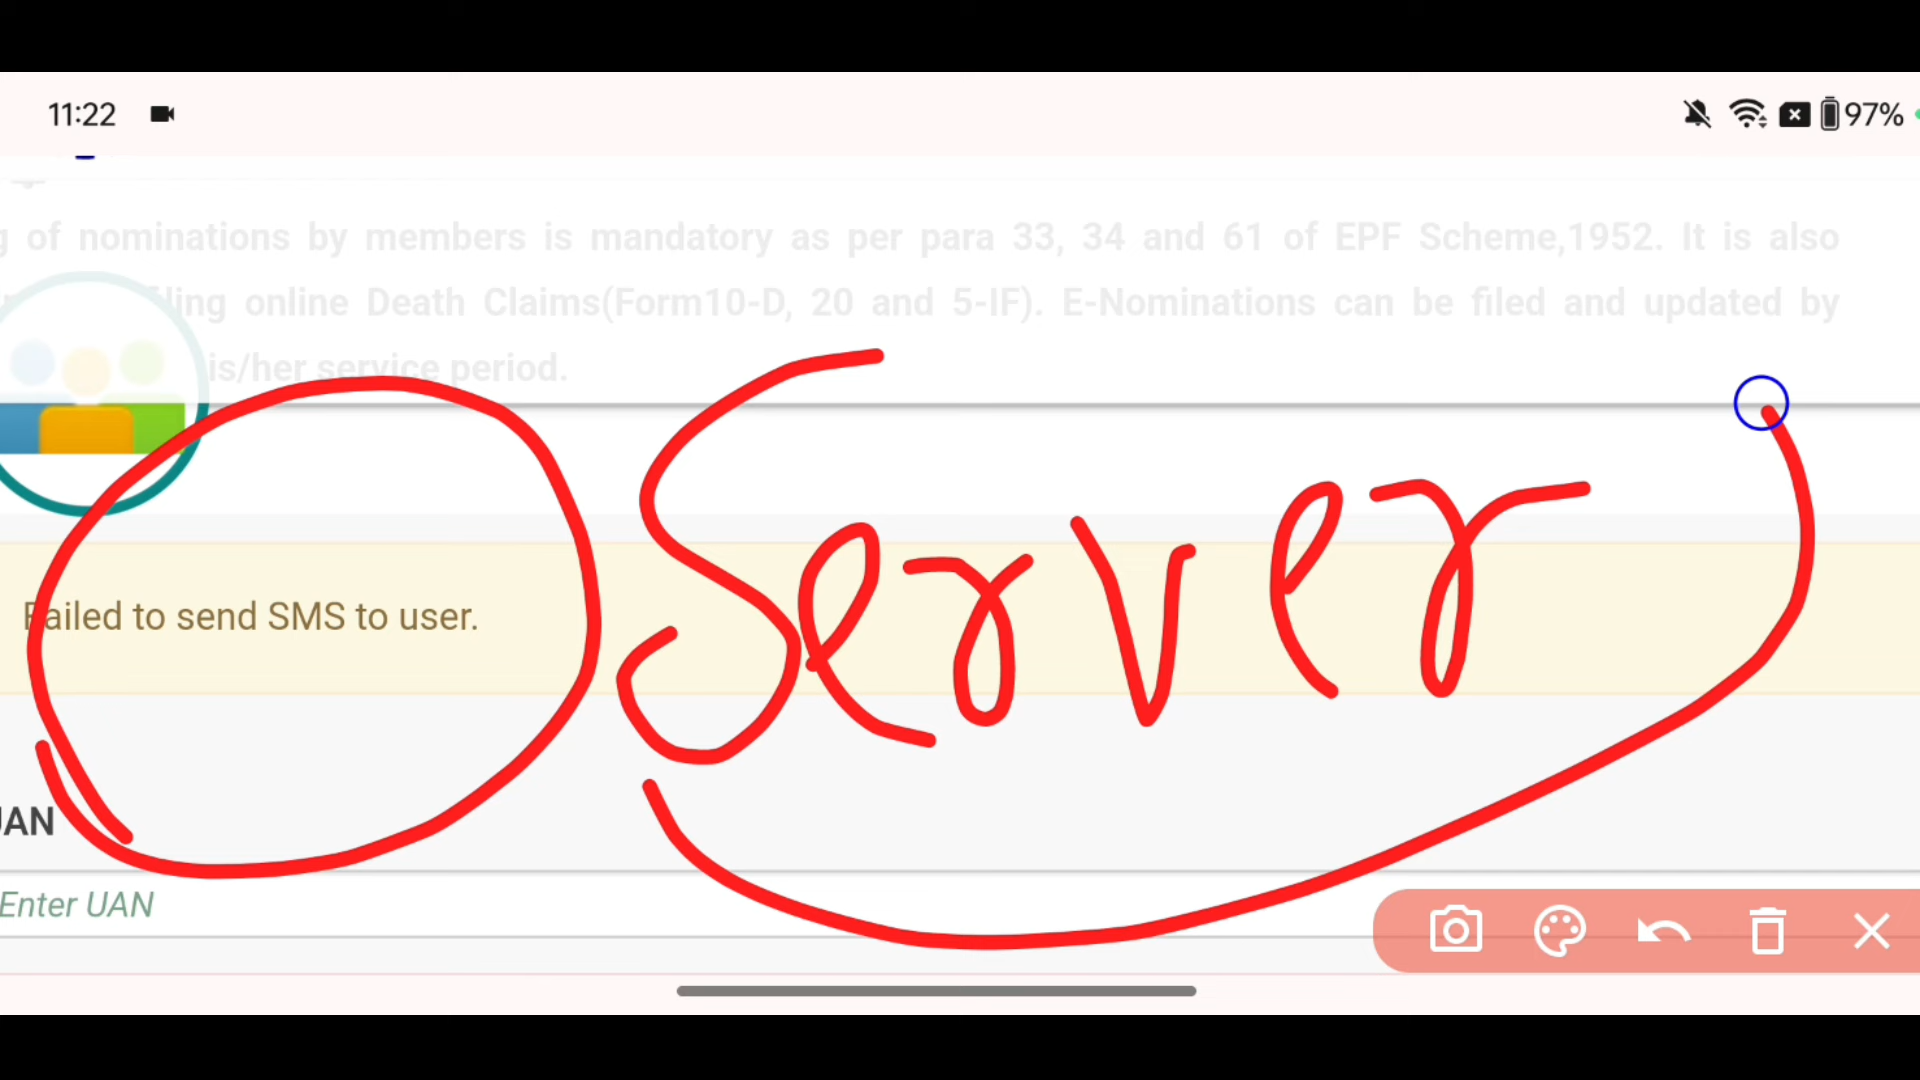 11:22 97%
of nominations by members is mandatory as per para 33, 34 and 61 of EPF Scheme,1952. It is also
online Death Claims(Form10-D, 20 and 5-IF). E-Nominations can be filed and updated by
is/her service period.
Server
Failed to send SMS to user.
UAN
Enter UAN